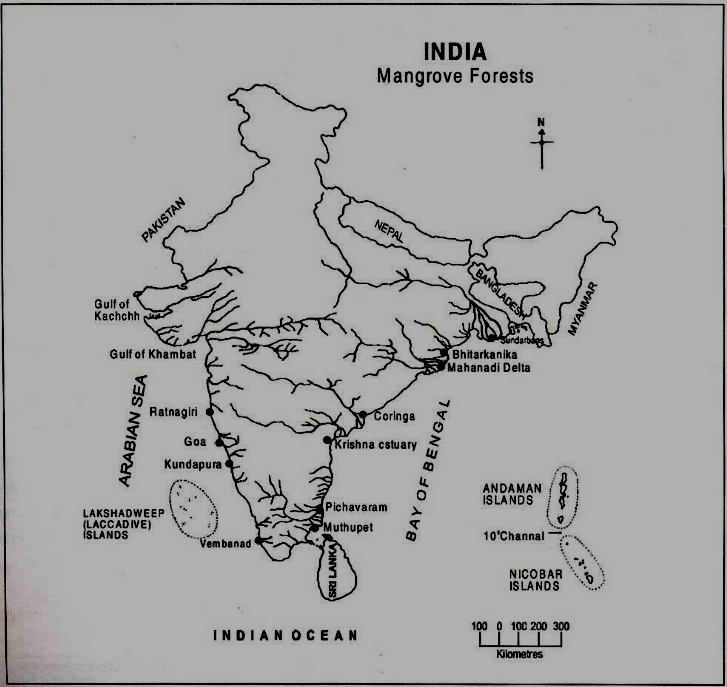 INDIA
Mangrove Forests
N
PAKISTAN
NEPAL
BANGLADESH
MYANMAR
Gulf of
Kachchh
Gulf of Khambat
Sundarbans
Bhitarkanika
Mahanadi Delta
ARABIAN SEA
Ratnagiri
Coringa
Goa
Krishna cstuary
Kundapura
BAY OF BENGAL
LAKSHADWEEP
(LACCADIVE)
ISLANDS
Pichavaram
Muthupet
Vembanad
SRI LANKA
ANDAMAN
ISLANDS
10°Channal
NICOBAR
ISLANDS
INDIAN OCEAN
100 0 100 200 300
Kilometres